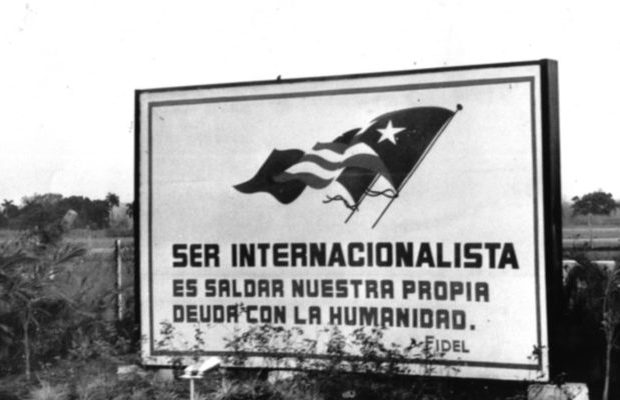 SER INTERNACIONALISTA
ES SALDAR NUESTRA PROPIA
DEUDA CON LA HUMANIDAD.
FIDEL